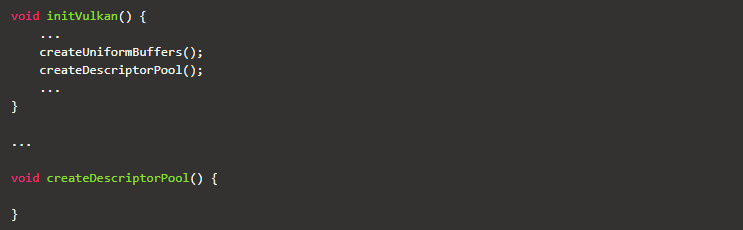 void initVulkan() {
    ...
    createUniformBuffers();
    createDescriptorPool();
    ...
}
...
void createDescriptorPool() {
}